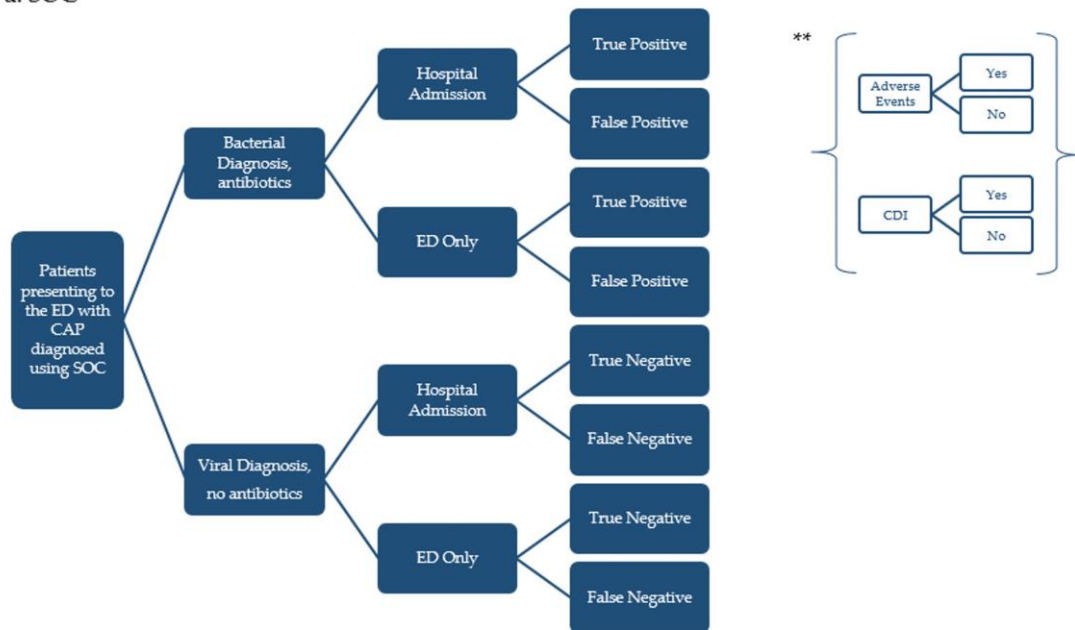 a. SOC
Patients
presenting to
the ED with
CAP
diagnosed
using SOC
Bacterial
Diagnosis,
antibiotics
Viral Diagnosis,
no antibiotics
Hospital
Admission
ED Only
Hospital
Admission
ED Only
True Positive
False Positive
True Positive
False Positive
True Negative
False Negative
True Negative
False Negative
**
Adverse
Events
Yes
No
CDI
Yes
No